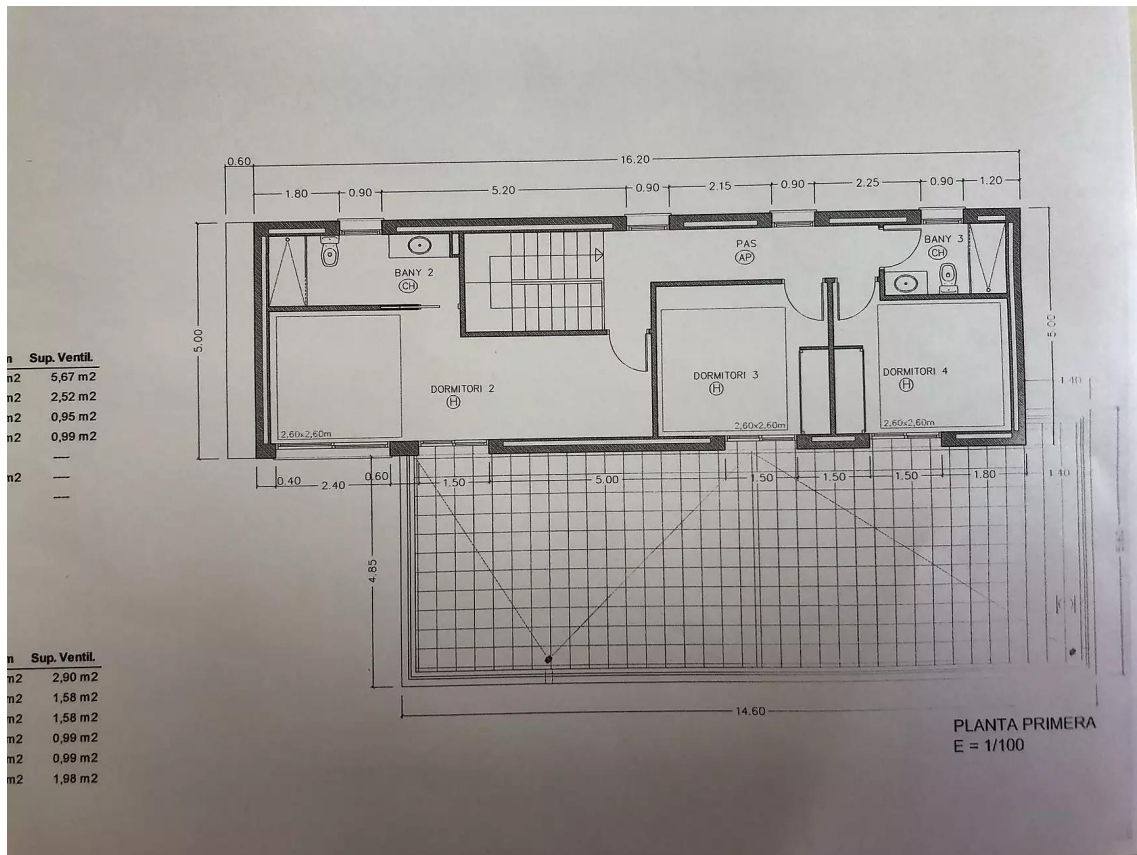 0.60
16.20
1.80
0.90
5.20
0.90
2.15
0.90
2.25
0.90
1.20
PAS
AP
BANY 3
CH
BANY 2
CH
5.00
5.00
Sup. Ventil.
m2 5,67 m2
m2 2,52 m2
m2 0,95 m2
m2 0,99 m2
—
m2 —
—
DORMITORI 2
H
DORMITORI 3
H
DORMITORI 4
H
1.40
2,60x2,60m
2,60x2,60m
2,60x2,60m
0.40
2.40
0.60
1.50
5.00
1.50
1.50
1.50
1.80
1.40
4.85
Sup. Ventil.
m2 2,90 m2
m2 1,58 m2
m2 1,58 m2
m2 0,99 m2
m2 0,99 m2
m2 1,98 m2
14.60
PLANTA PRIMERA
E = 1/100